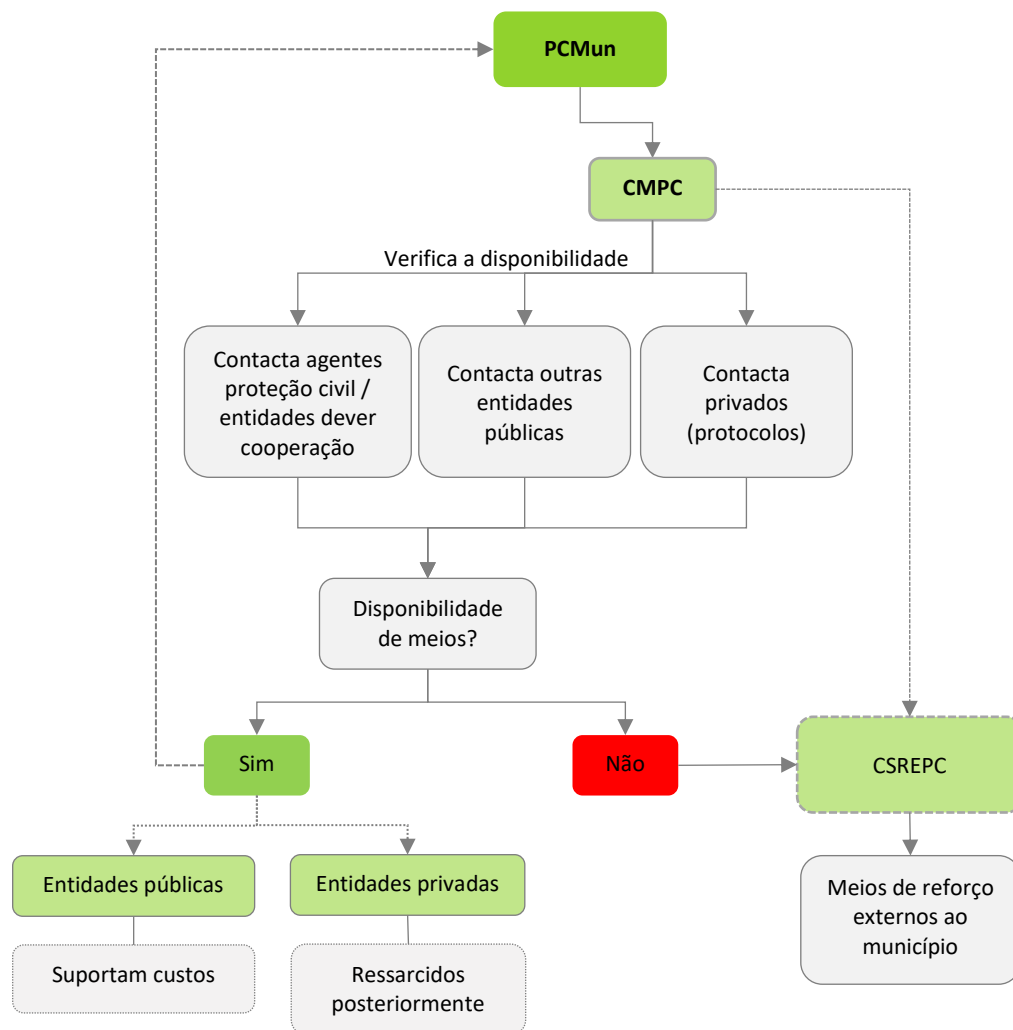 PCMun
CMPC
Verifica a disponibilidade
Contacta agentes
proteção civil /
entidades dever
cooperação
Contacta outras
entidades
públicas
Contacta
privados
(protocolos)
Disponibilidade
de meios?
Sim
Não
CSREPC
Entidades públicas
Entidades privadas
Suportam custos
Ressarcidos
posteriormente
Meios de reforço
externos ao
município